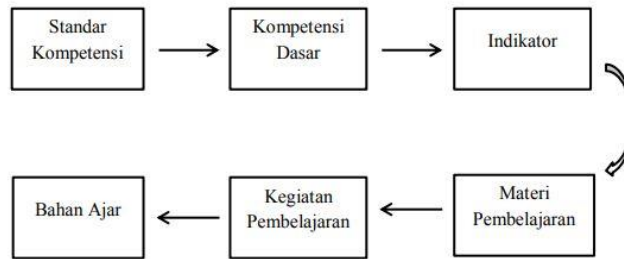 Standar
Kompetensi
Kompetensi
Dasar
Indikator
Materi
Pembelajaran
Kegiatan
Pembelajaran
Bahan Ajar